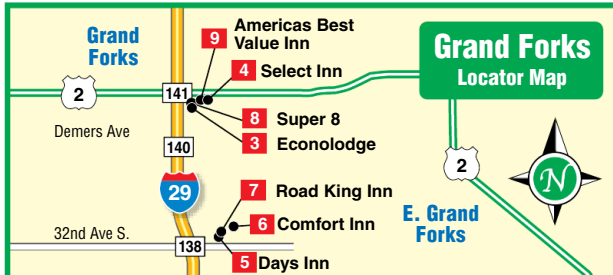 Grand
Forks
9
Americas Best
Value Inn
4 Select Inn
Grand Forks
Locator Map
2
141
8 Super 8
3 Econolodge
Demers Ave
140
2
N
29
7 Road King Inn
6 Comfort Inn
E. Grand
Forks
32nd Ave S.
138
5 Days Inn